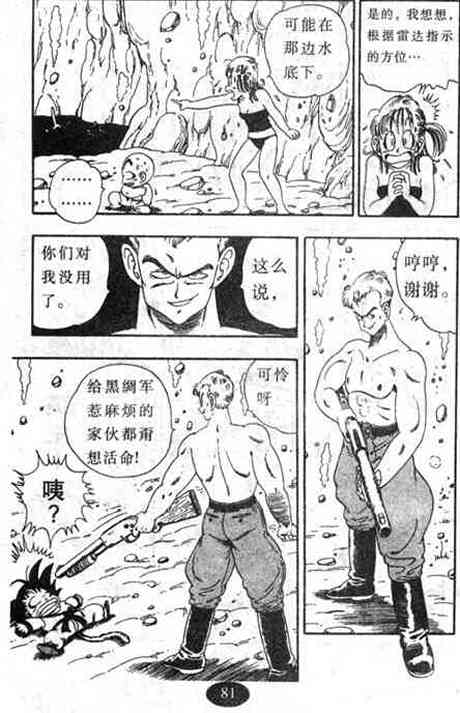 是的,我想想,
根据雷达指示
的方位…
可能在
那边水
底下。
……
……
哼哼,
谢谢。
这么
说,
你们对
我没用
了。
可怜
呀
给黑绸军
惹麻烦的
家伙都甭
想活命!
咦
?
81